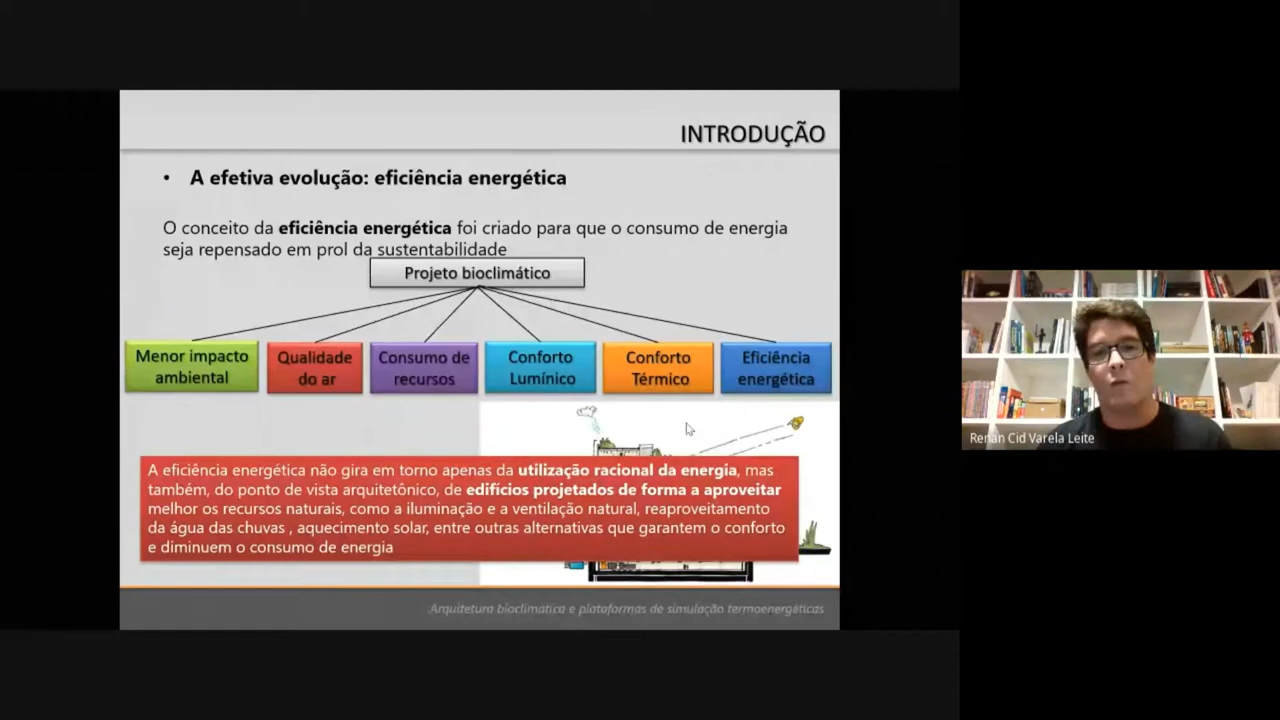 INTRODUÇÃO
• A efetiva evolução: eficiência energética
O conceito da eficiência energética foi criado para que o consumo de energia
seja repensado em prol da sustentabilidade
Projeto bioclimático
Menor impacto
ambiental
Qualidade
do ar
Consumo de
recursos
Conforto
Lumínico
Conforto
Térmico
Eficiência
energética
A eficiência energética não gira em torno apenas da utilização racional da energia, mas
também, do ponto de vista arquitetônico, de edifícios projetados de forma a aproveitar
melhor os recursos naturais, como a iluminação e a ventilação natural, reaproveitamento
da água das chuvas , aquecimento solar, entre outras alternativas que garantem o conforto
e diminuem o consumo de energia
Arquitetura bioclimatica e plataformas de simulação termoenergéticas
Renan Cid Varela Leite